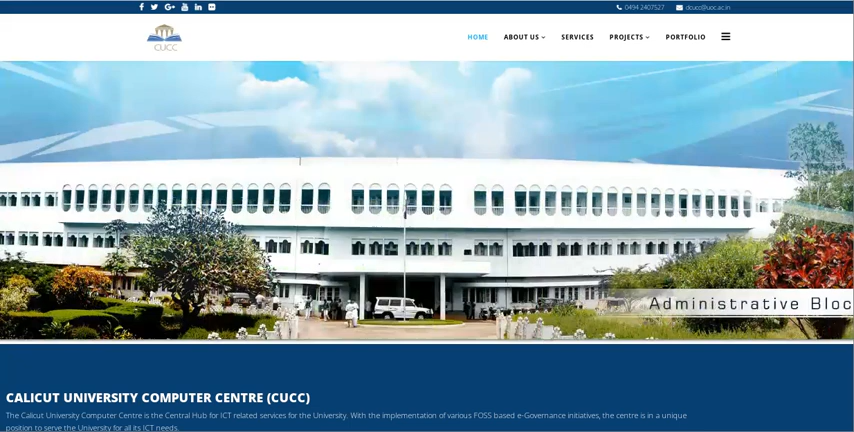 0494 2407527 dcucc@uoc.ac.in
CUCC
HOME ABOUT US SERVICES PROJECTS PORTFOLIO
Administrative Bloc
CALICUT UNIVERSITY COMPUTER CENTRE (CUCC)
The Calicut University Computer Centre is the Central Hub for ICT related services for the University. With the implementation of various FOSS based e-Governance initiatives, the centre is in a unique
position to serve the University for all its ICT needs.